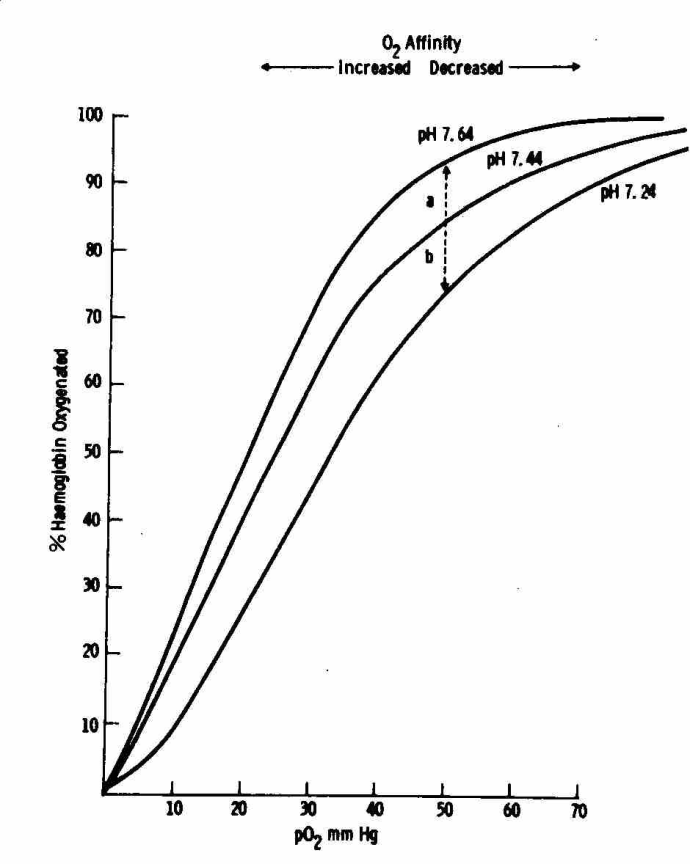 O₂ Affinity
Increased Decreased
100
90
80
70
60
50
40
30
20
10
% Haemoglobin Oxygenated
pH 7.64
pH 7.44
pH 7.24
a
b
10 20 30 40 50 60 70
pO₂ mm Hg